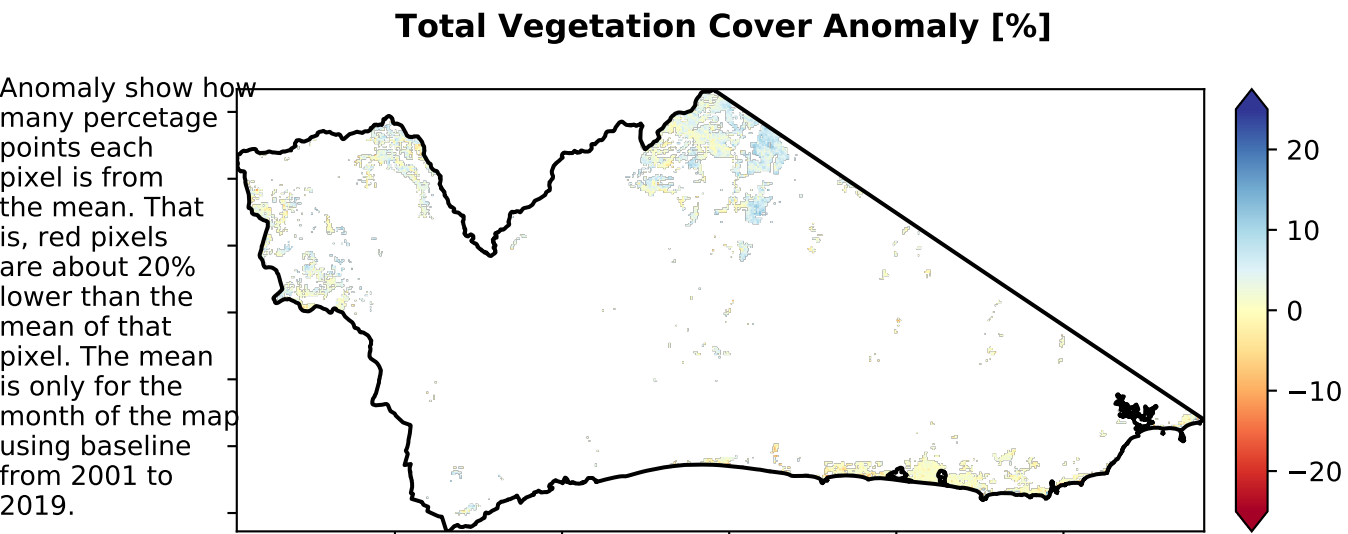 Total Vegetation Cover Anomaly [%]
Anomaly show how
many percetage
points each
pixel is from
the mean. That
is, red pixels
are about 20%
lower than the
mean of that
pixel. The mean
is only for the
month of the map
using baseline
from 2001 to
2019.
20
10
0
−10
−20